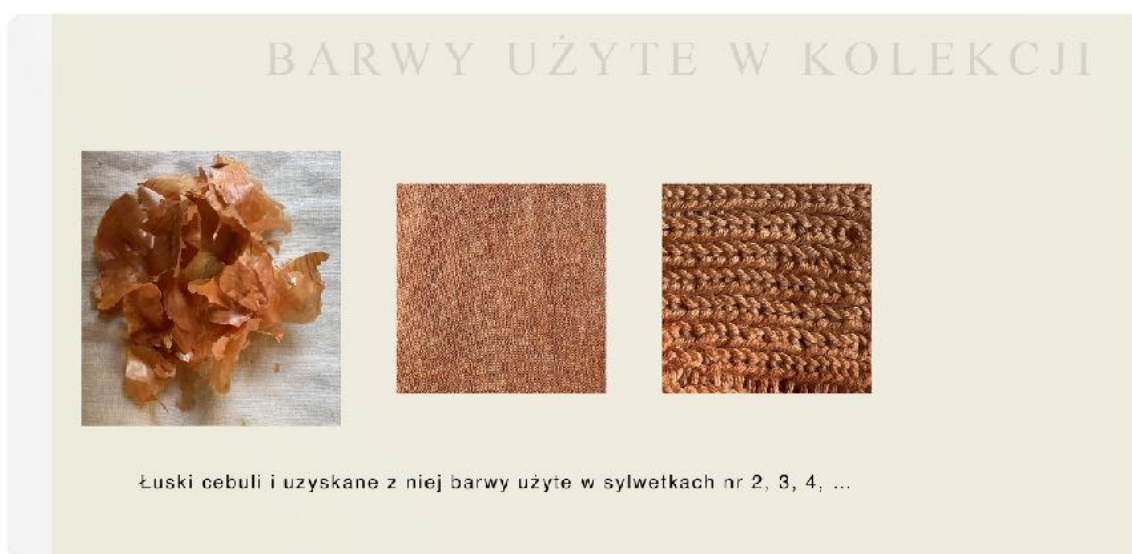 BARWY UŻYTE W KOLEKCJI
Łuski cebuli i uzyskane z niej barwy użyte w sylwetkach nr 2, 3, 4, ...